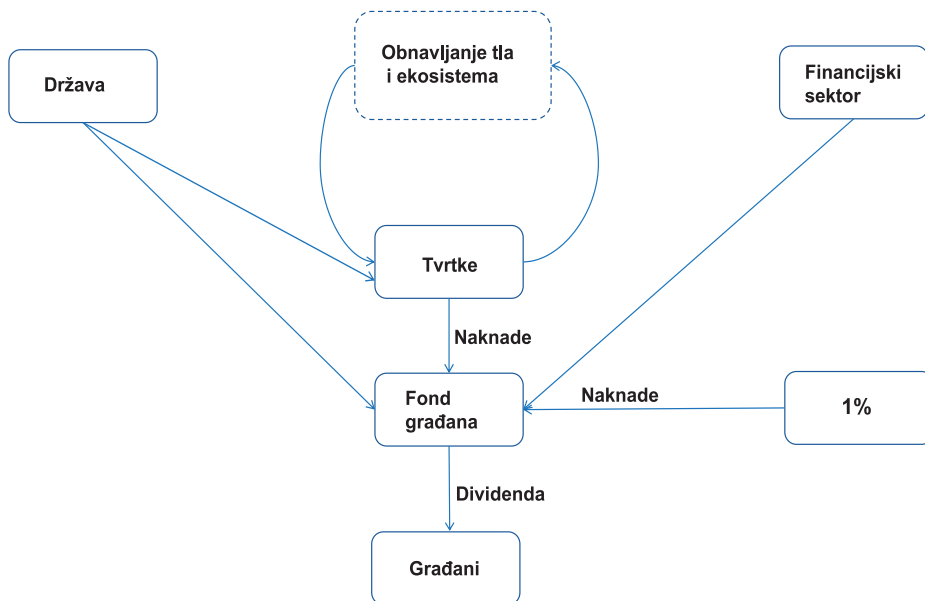 Obnavljanje tla
i ekosistema
Država
Financijski
sektor
Tvrtke
Naknade
Fond
građana
Naknade
1%
Dividenda
Građani